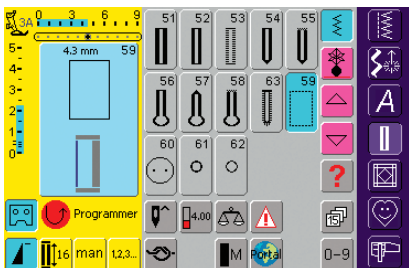 3A 0 3 6 9 51 52 53 54 55
4.3 mm 59
5-
4-
3-
2-
1-
0-
56 57 58 63 59
60 61 62
A
?
Programmer
4.00
15
16 man 1,2,3... M Portal 0-9